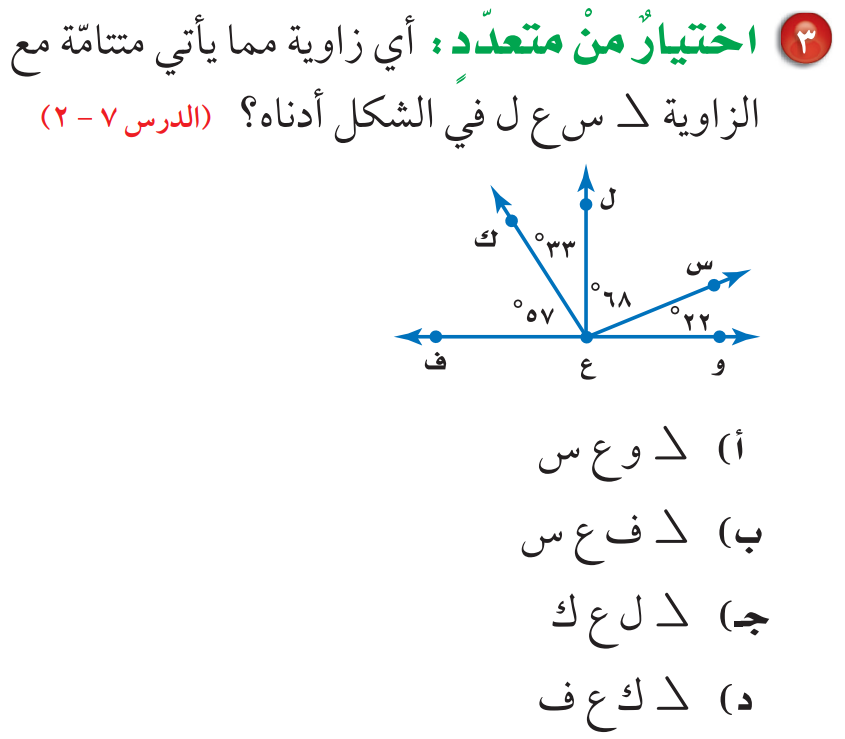 ٣ اختيارٌ منْ متعدّدٍ: أي زاوية مما يأتي متتامّة مع
الزاوية ∠ س ع ل في الشكل أدناه؟ (الدرس ٧ – ٢)
ل
ك
٣٣°
س
٦٨°
٥٧°
٢٢°
ف
ع
و
أ) ∠ و ع س
ب) ∠ ف ع س
جـ) ∠ ل ع ك
د) ∠ ك ع ف